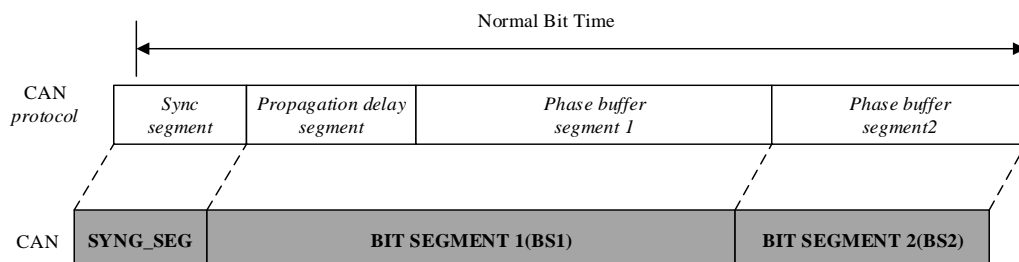 Normal Bit Time
CAN
protocol
Sync
segment
Propagation delay
segment
Phase buffer
segment 1
Phase buffer
segment2
CAN
SYNG_SEG
BIT SEGMENT 1(BS1)
BIT SEGMENT 2(BS2)